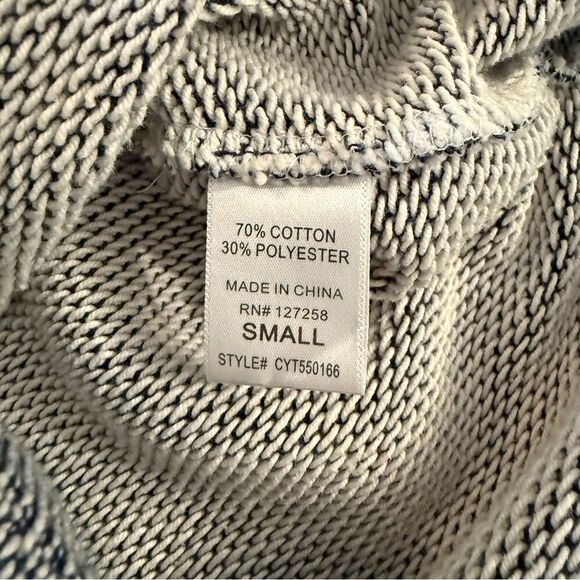 70% COTTON
30% POLYESTER
MADE IN CHINA
RN# 127258
SMALL
STYLE# CYT550166